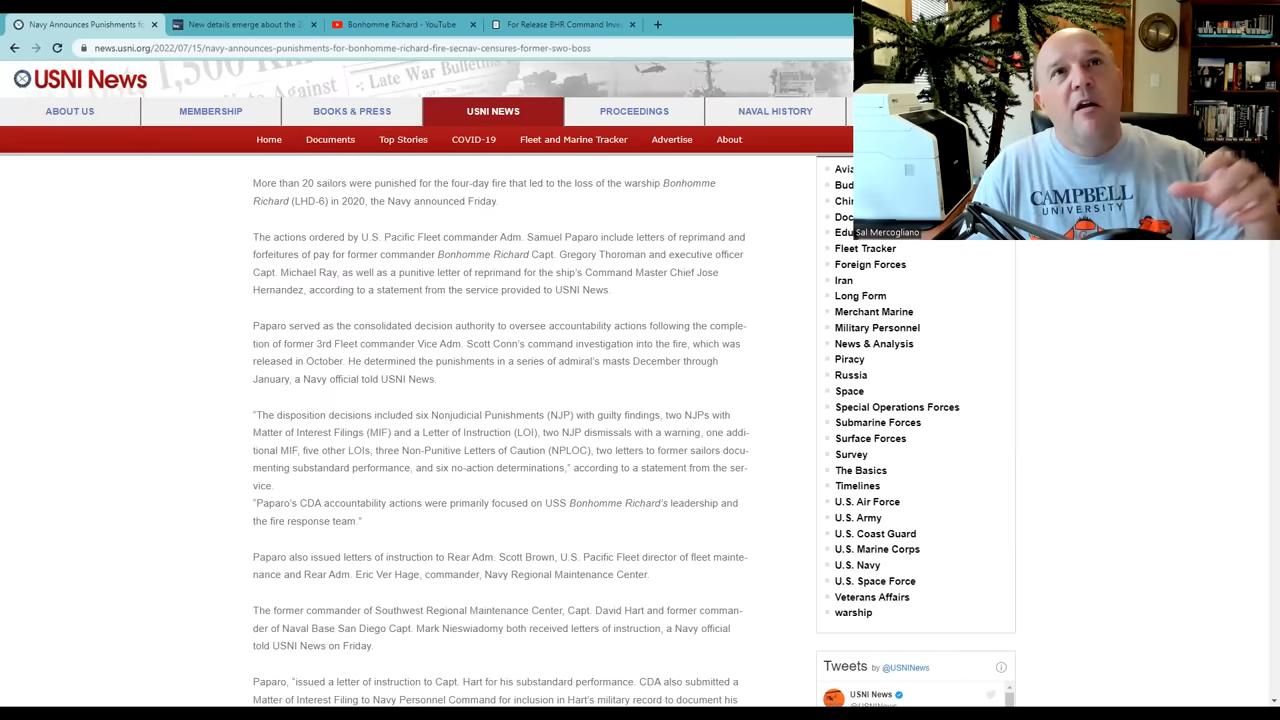 Navy Announces Punishments fo
New details emerge about the 2
Bonhomme Richard - YouTube
For Release BHR Command Inve
news.usni.org/2022/07/15/navy-announces-punishments-for-bonhomme-richard-fire-secnav-censures-former-swo-boss
USNI News
Late War Bulletins
ABOUT US
MEMBERSHIP
BOOKS & PRESS
USNI NEWS
PROCEEDINGS
NAVAL HISTORY
Home
Documents
Top Stories
COVID-19
Fleet and Marine Tracker
Advertise
About
More than 20 sailors were punished for the four-day fire that led to the loss of the warship Bonhomme
Richard (LHD-6) in 2020, the Navy announced Friday.
The actions ordered by U.S. Pacific Fleet commander Adm. Samuel Paparo include letters of reprimand and
forfeitures of pay for former commander Bonhomme Richard Capt. Gregory Thoroman and executive officer
Capt. Michael Ray, as well as a punitive letter of reprimand for the ship's Command Master Chief Jose
Hernandez, according to a statement from the service provided to USNI News.
Paparo served as the consolidated decision authority to oversee accountability actions following the comple-
tion of former 3rd Fleet commander Vice Adm. Scott Conn's command investigation into the fire, which was
released in October. He determined the punishments in a series of admiral's masts December through
January, a Navy official told USNI News.
"The disposition decisions included six Nonjudicial Punishments (NJP) with guilty findings, two NJPs with
Matter of Interest Filings (MIF) and a Letter of Instruction (LOI), two NJP dismissals with a warning, one addi-
tional MIF, five other LOIs, three Non-Punitive Letters of Caution (NPLOC), two letters to former sailors docu-
menting substandard performance, and six no-action determinations," according to a statement from the ser-
vice.
"Paparo's CDA accountability actions were primarily focused on USS Bonhomme Richard's leadership and
the fire response team."
Paparo also issued letters of instruction to Rear Adm. Scott Brown, U.S. Pacific Fleet director of fleet mainte-
nance and Rear Adm. Eric Ver Hage, commander, Navy Regional Maintenance Center.
The former commander of Southwest Regional Maintenance Center, Capt. David Hart and former comman-
der of Naval Base San Diego Capt. Mark Nieswiadomy both received letters of instruction, a Navy official
told USNI News on Friday.
Paparo, "issued a letter of instruction to Capt. Hart for his substandard performance. CDA also submitted a
Matter of Interest Filing to Navy Personnel Command for inclusion in Hart's military record to document his
Avia
Bud
Chi
Doc
Edu
Fleet Tracker
Foreign Forces
Iran
Long Form
Merchant Marine
Military Personnel
News & Analysis
Piracy
Russia
Space
Special Operations Forces
Submarine Forces
Surface Forces
Survey
The Basics
Timelines
U.S. Air Force
U.S. Army
U.S. Coast Guard
U.S. Marine Corps
U.S. Navy
U.S. Space Force
Veterans Affairs
warship
Tweets by @USNINews
USNI News
@USNINews
CAMPBELL
UNIVERSITY
Sal Mercogliano